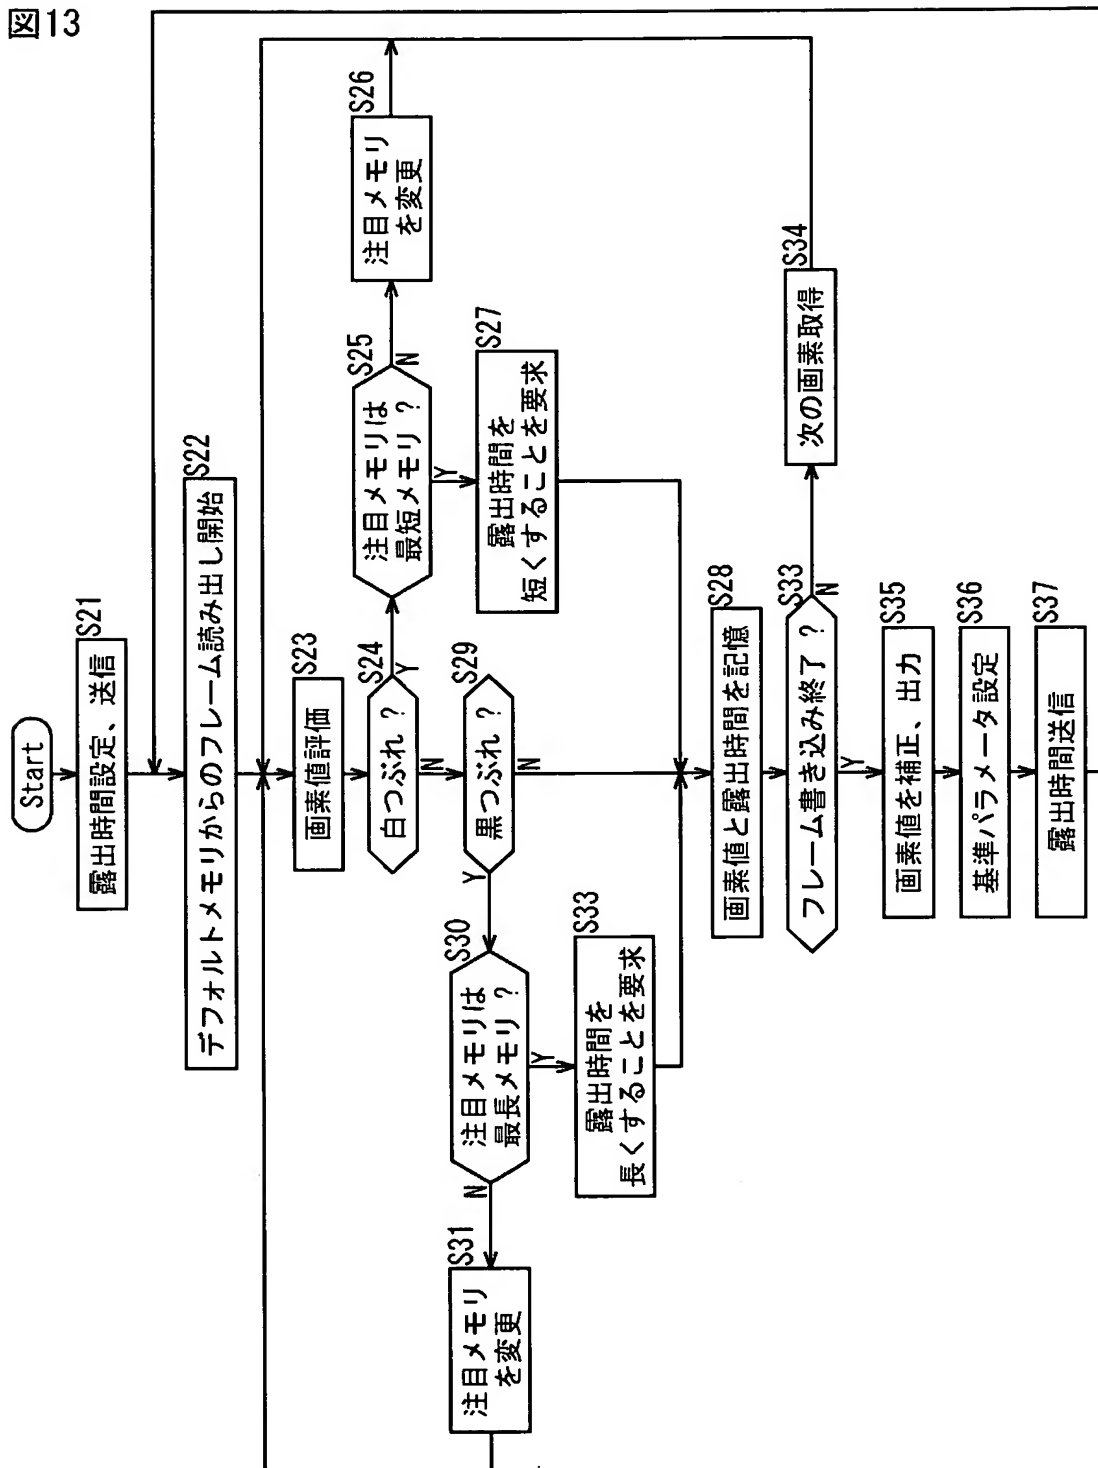 図13
Start
露出時間設定、送信
S21
デフォルトメモリからのフレーム読み出し開始
S22
画素値評価
S23
白つぶれ ?
S24
Y
N
注目メモリは
最短メモリ ?
S25
N
Y
注目メモリ
を変更
S26
露出時間を
短くすることを要求
S27
黒つぶれ ?
S29
Y
N
注目メモリは
最長メモリ ?
S30
N
Y
注目メモリ
を変更
S31
露出時間を
長くすることを要求
S33
画素値と露出時間を記憶
S28
フレーム書き込み終了 ?
S33
N
Y
次の画素取得
S34
画素値を補正、出力
S35
基準パラメータ設定
S36
露出時間送信
S37